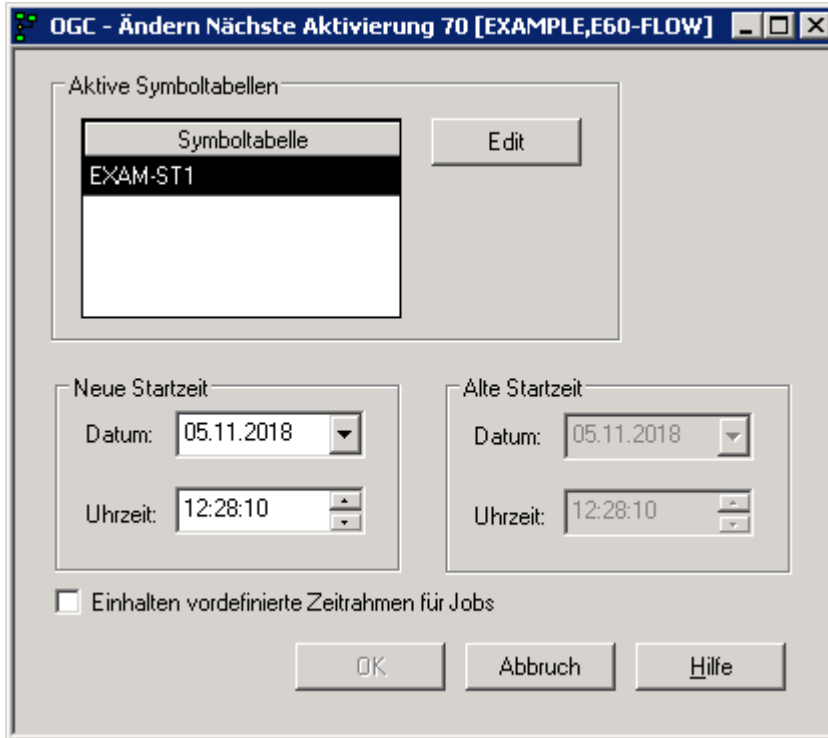 OGC - Ändern Nächste Aktivierung 70 [EXAMPLE,E60-FLOW]
Aktive Symboltabellen
Symboltabelle
Edit
EXAM-ST1
Neue Startzeit
Datum: 05.11.2018
Uhrzeit: 12:28:10
Alte Startzeit
Datum: 05.11.2018
Uhrzeit: 12:28:10
Einhalten vordefinierte Zeitrahmen für Jobs
OK Abbruch Hilfe